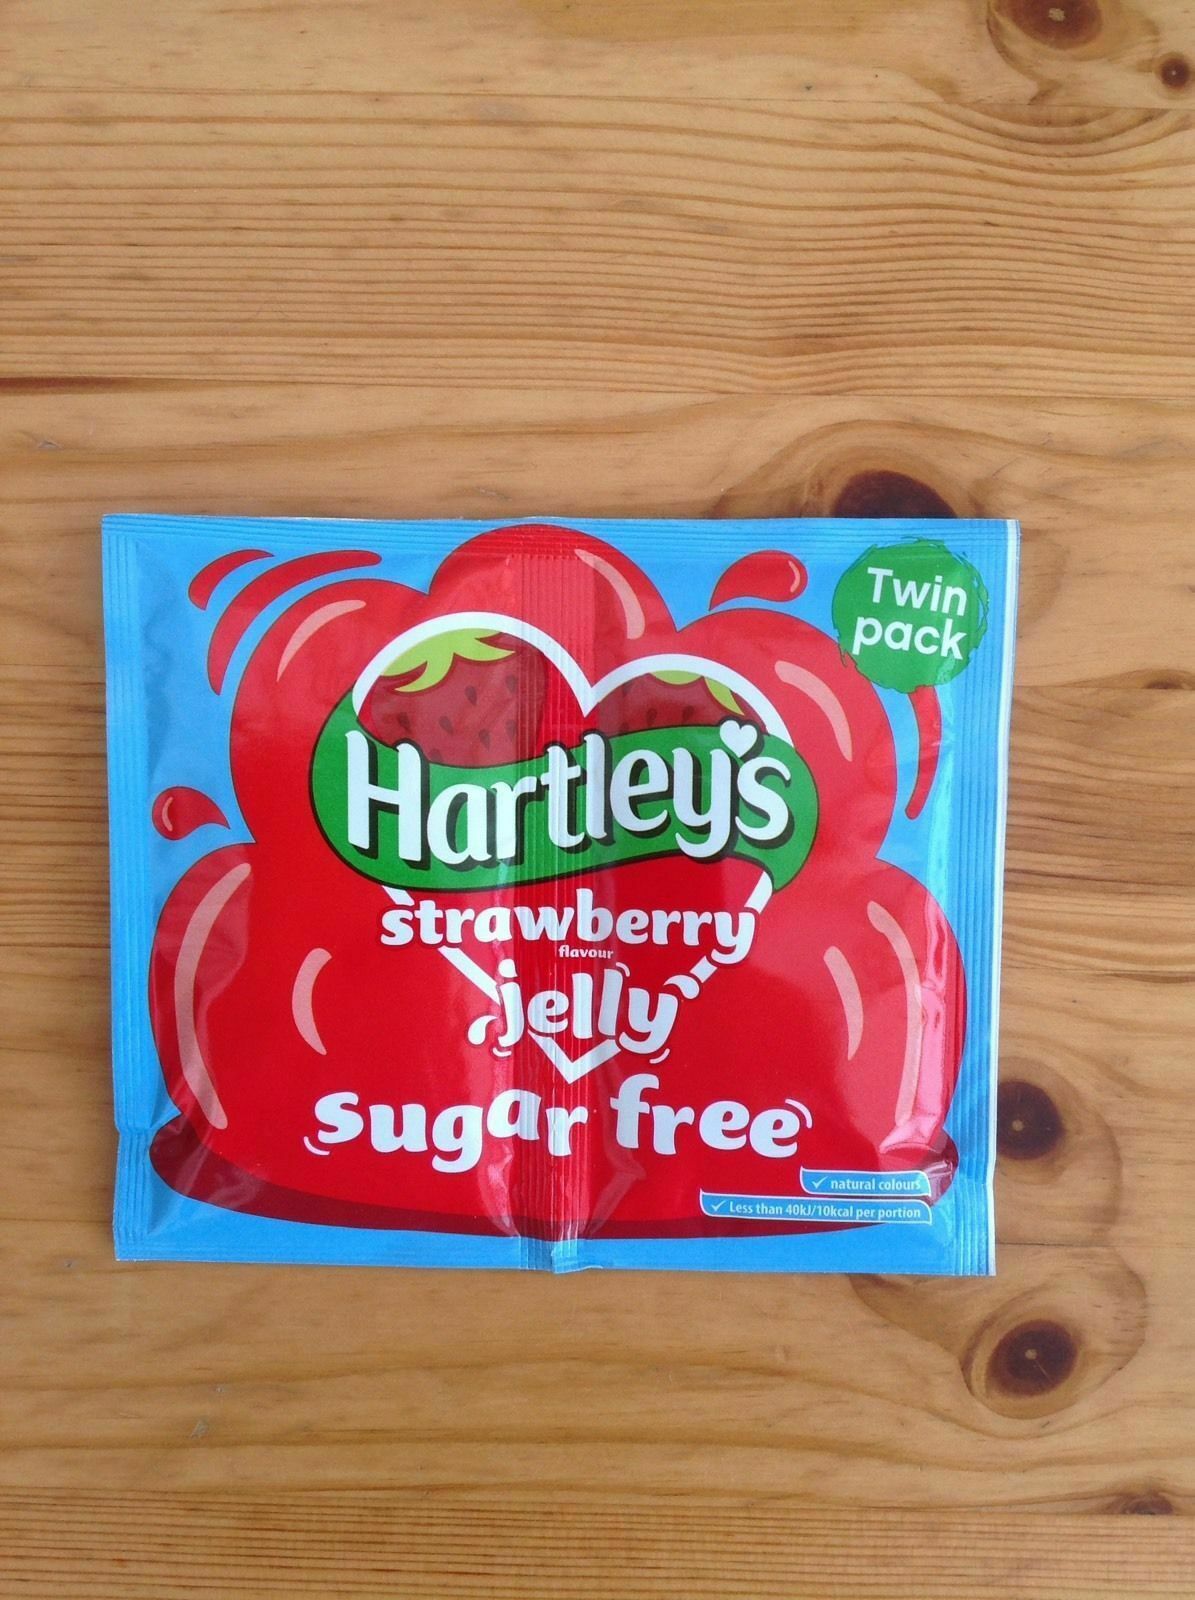 Twin
pack
Hartley's
strawberry
flavour
jelly
sugar free
✓ natural colours
✓ Less than 40kJ/10kcal per portion